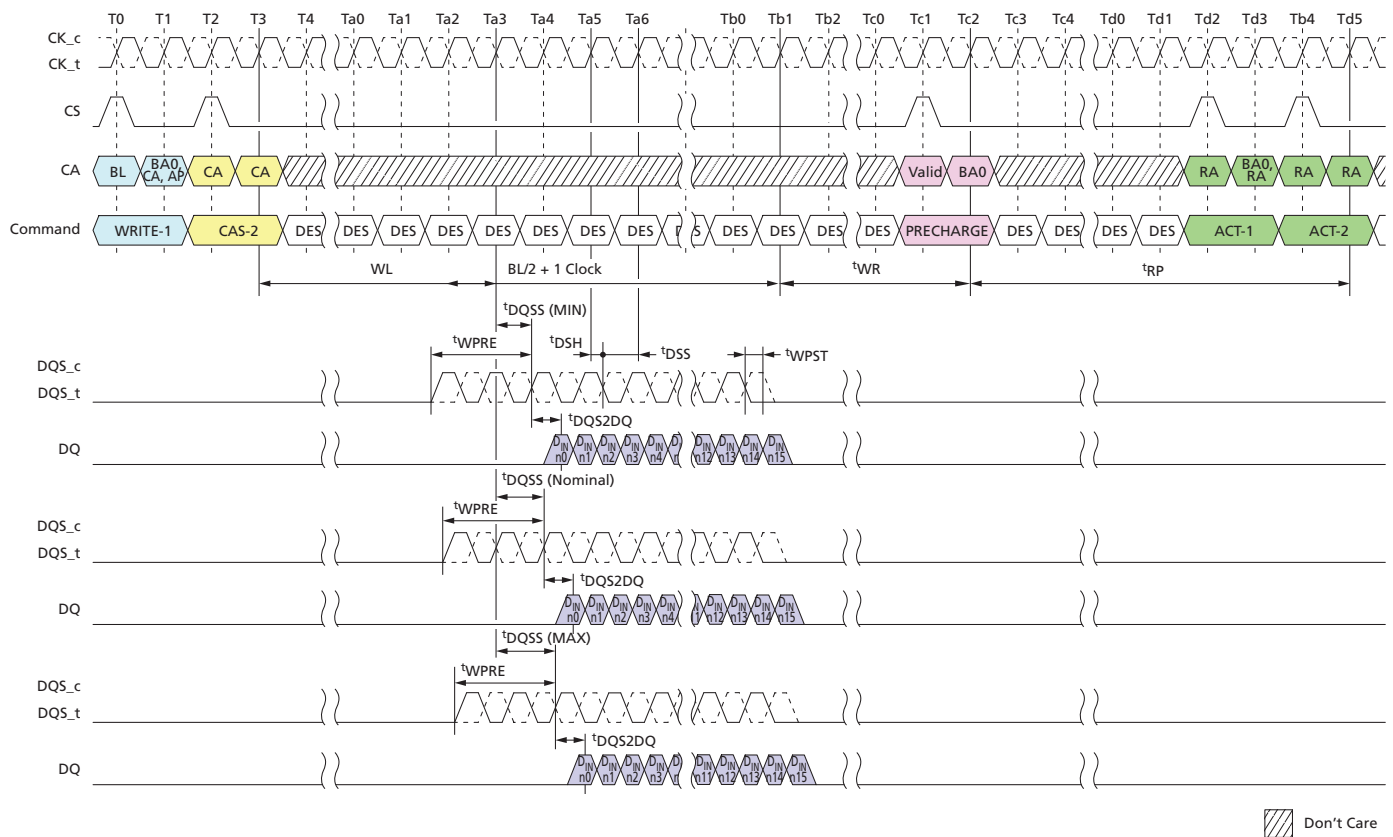 T0 T1 T2 T3 T4 Ta0 Ta1 Ta2 Ta3 Ta4 Ta5 Ta6 Tb0 Tb1 Tb2 Tc0 Tc1 Tc2 Tc3 Tc4 Td0 Td1 Td2 Td3 Tb4 Td5
CK_c
CK_t
CS
CA BL BA0, CA, AP CA CA Valid BA0 RA BA0, RA RA RA
Command WRITE-1 CAS-2 DES DES DES DES DES DES DES DES DES DES DES DES PRECHARGE DES DES DES DES ACT-1 ACT-2
WL BL/2 + 1 Clock tWR tRP
tDQSS (MIN)
tWPRE tDSH tDSS tWPST
DQS_c
DQS_t
tDQS2DQ
DQ DIN n0 DIN n1 DIN n2 DIN n3 DIN n4 DIN n12 DIN n13 DIN n14 DIN n15
tDQSS (Nominal)
tWPRE
DQS_c
DQS_t
tDQS2DQ
DQ DIN n0 DIN n1 DIN n2 DIN n3 DIN n4 DIN n12 DIN n13 DIN n14 DIN n15
tDQSS (MAX)
tWPRE
DQS_c
DQS_t
tDQS2DQ
DQ DIN n0 DIN n1 DIN n2 DIN n3 DIN n11 DIN n12 DIN n13 DIN n14 DIN n15
Don't Care